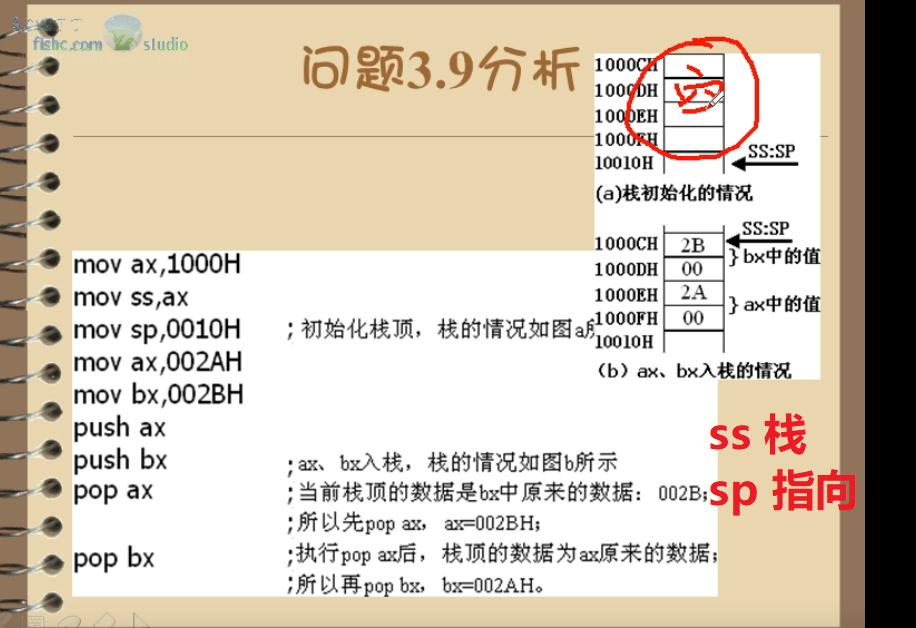 fishc.com studio
问题3.9分析
1000CH
1000DH
1000EH
1000FH
10010H
SS:SP
(a)栈初始化的情况
空
SS:SP
1000CH 2B
1000DH 00
}bx中的值
1000EH 2A
1000FH 00
}ax中的值
10010H
(b) ax、bx入栈的情况
mov ax,1000H
mov ss,ax
mov sp,0010H ;初始化栈顶，栈的情况如图a所
mov ax,002AH
mov bx,002BH
push ax
push bx ;ax、bx入栈，栈的情况如图b所示
pop ax ;当前栈顶的数据是bx中原来的数据：002B;
;所以先pop ax，ax=002BH;
pop bx ;执行pop ax后，栈顶的数据为ax原来的数据;
;所以再pop bx，bx=002AH。
ss 栈
sp 指向